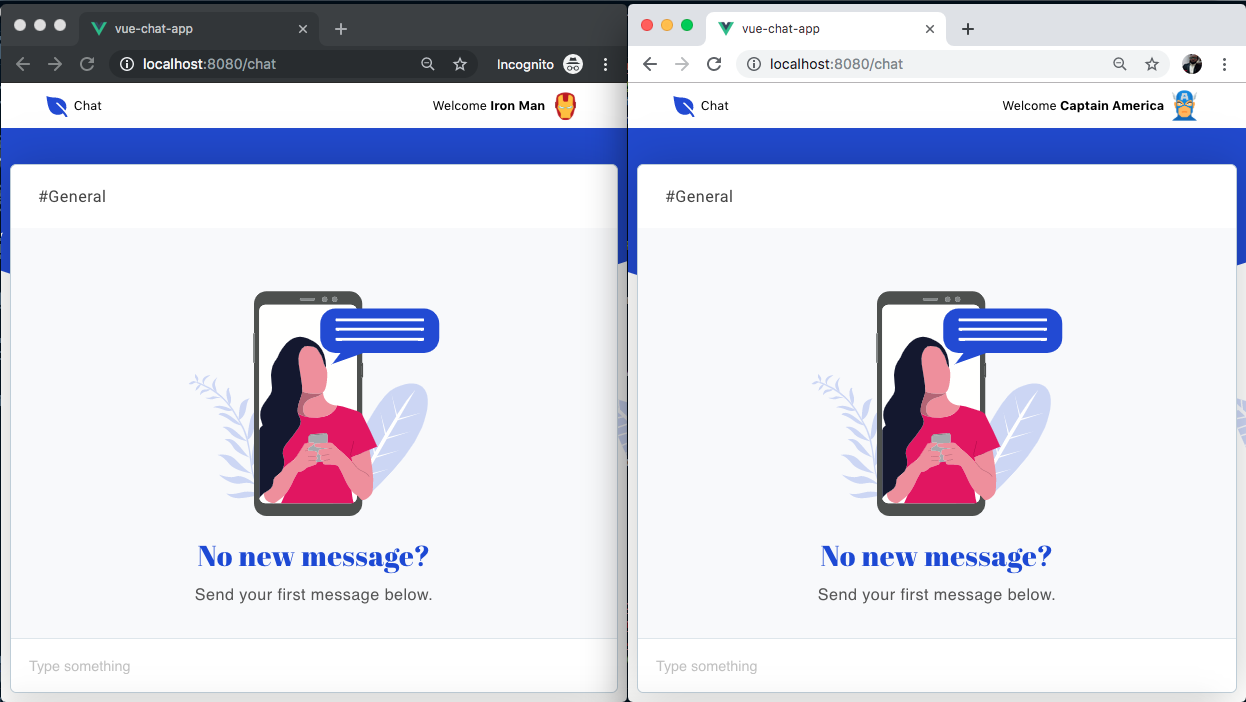 vue-chat-app
localhost:8080/chat
Incognito
Chat
Welcome Iron Man
#General
No new message?
Send your first message below.
Type something
vue-chat-app
localhost:8080/chat
Chat
Welcome Captain America
#General
No new message?
Send your first message below.
Type something